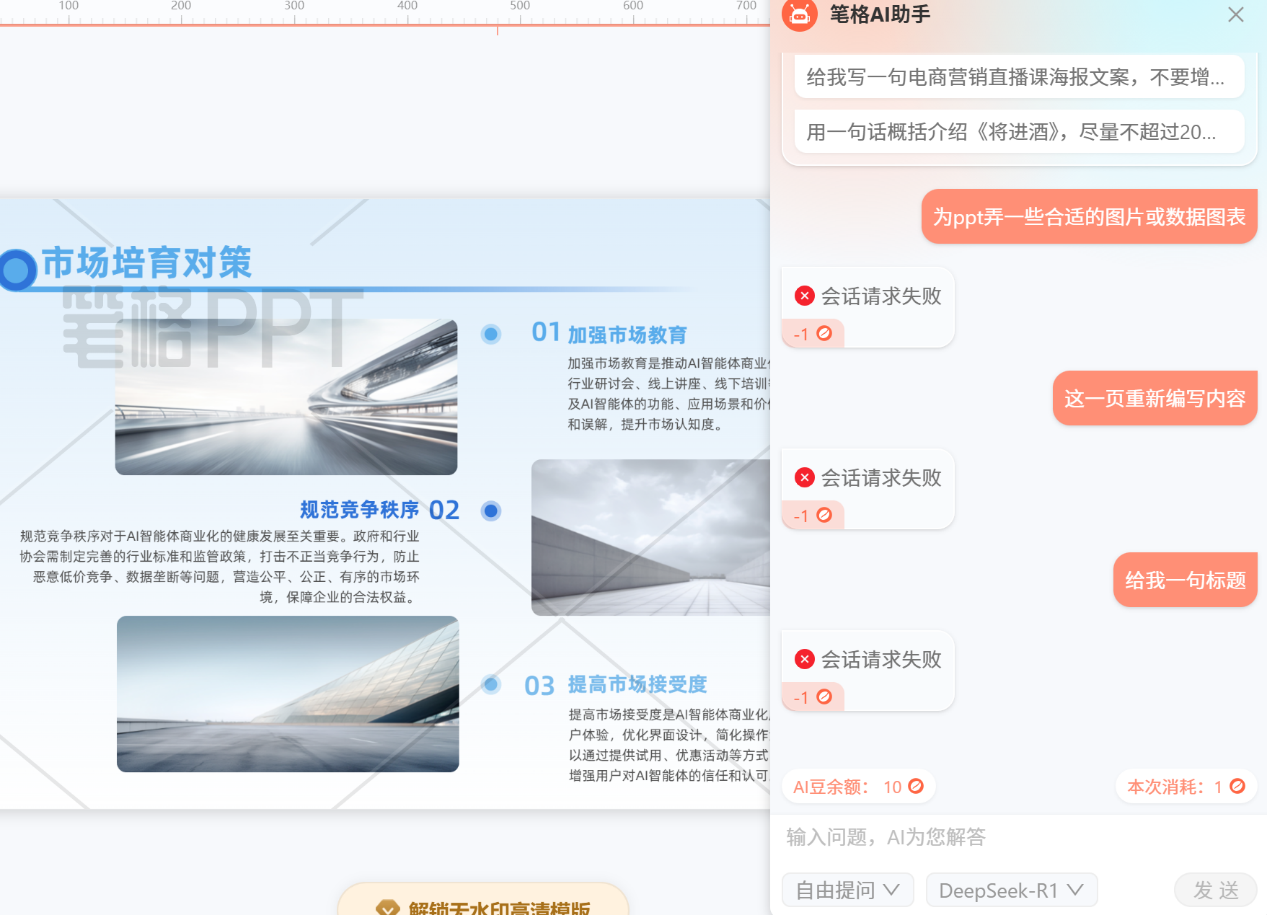 100 200 300 400 500 600 700
笔格AI助手
给我写一句电商营销直播课海报文案，不要增...
用一句话概括介绍《将进酒》，尽量不超过20...
为ppt弄一些合适的图片或数据图表
会话请求失败
-1
这一页重新编写内容
会话请求失败
-1
给我一句标题
会话请求失败
-1
AI豆余额： 10
本次消耗：1
输入问题，AI为您解答
自由提问
DeepSeek-R1
发 送
市场培育对策
笔格PPT
01 加强市场教育
加强市场教育是推动AI智能体商业
行业研讨会、线上讲座、线下培训
及AI智能体的功能、应用场景和价
和误解，提升市场认知度。
规范竞争秩序 02
规范竞争秩序对于AI智能体商业化的健康发展至关重要。政府和行业
协会需制定完善的行业标准和监管政策，打击不正当竞争行为，防止
恶意低价竞争、数据垄断等问题，营造公平、公正、有序的市场环
境，保障企业的合法权益。
03 提高市场接受度
提高市场接受度是AI智能体商业化
户体验，优化界面设计，简化操作
以通过提供试用、优惠活动等方式
增强用户对AI智能体的信任和认可
解锁无水印高清模版